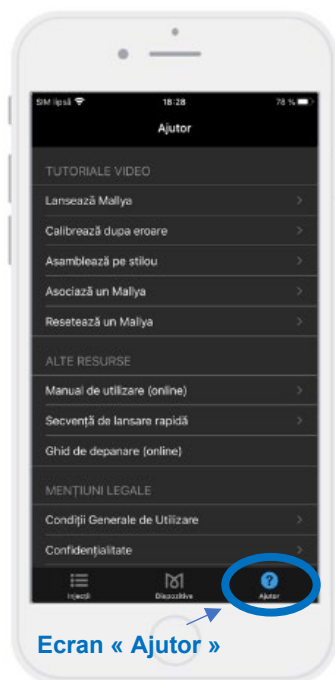 SIM lipsă 18:28 78 %
Ajutor
TUTORIALE VIDEO
Lansează Mallya
Calibrează dupa eroare
Asamblează pe stilou
Asociază un Mallya
Resetează un Mallya
ALTE RESURSE
Manual de utilizare (online)
Secvență de lansare rapidă
Ghid de depanare (online)
MENȚIUNI LEGALE
Condiții Generale de Utilizare
Confidențialitate
Injecții Dispozitive Ajutor
Ecran « Ajutor »